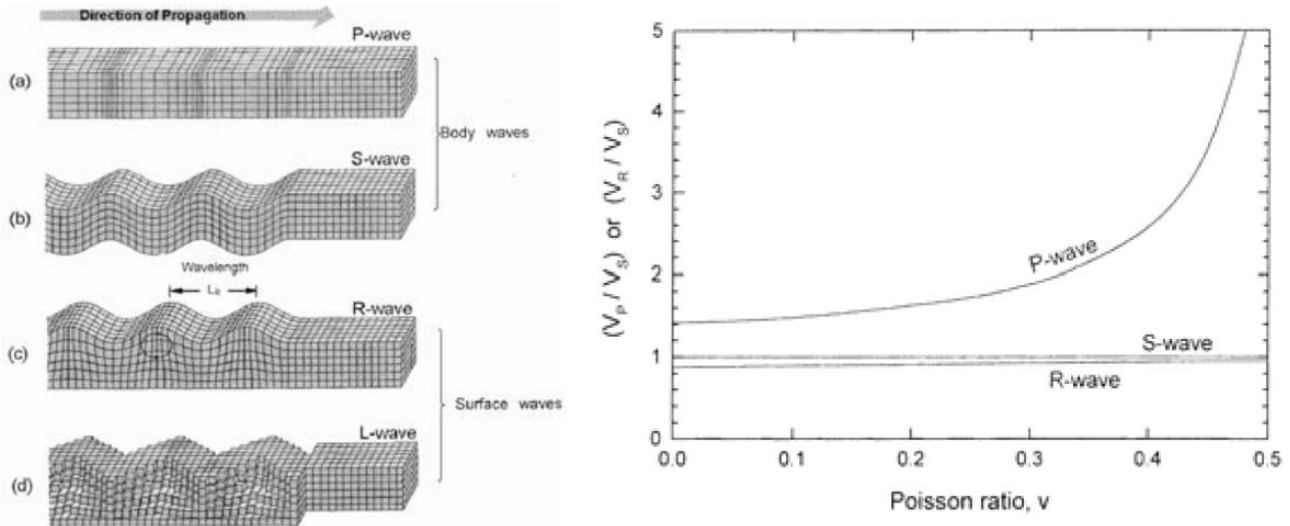 Direction of Propagation
P-wave
(a)
Body waves
S-wave
(b)
Wavelength
L_R
R-wave
(c)
Surface waves
L-wave
(d)
(V_P / V_S) or (V_R / V_S)
5
4
3
2
1
0
P-wave
S-wave
R-wave
0.0 0.1 0.2 0.3 0.4 0.5
Poisson ratio, v